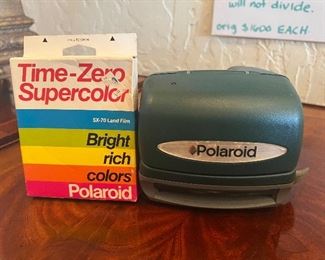 will not divide.
orig $1600 EACH.
Time-Zero
Supercolor
SX-70 Land Film
Bright
rich
colors
Polaroid
Polaroid